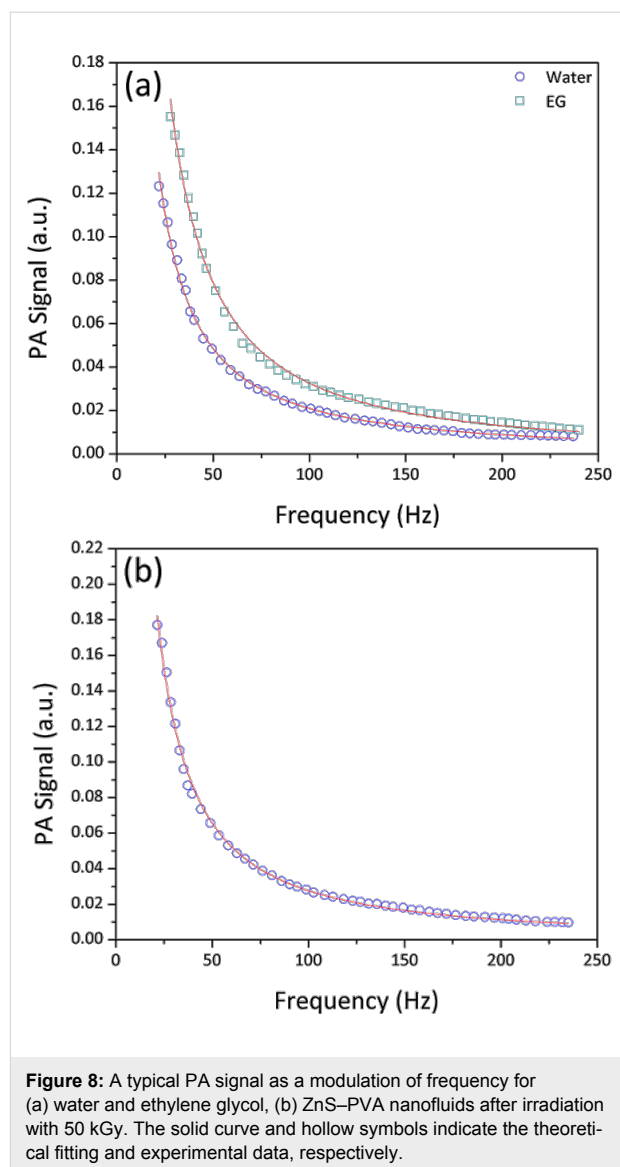 (a)
Water
EG
0.18
0.16
0.14
0.12
0.10
0.08
0.06
0.04
0.02
0.00
PA Signal (a.u.)
0 50 100 150 200 250
Frequency (Hz)
(b)
0.22
0.20
0.18
0.16
0.14
0.12
0.10
0.08
0.06
0.04
0.02
0.00
PA Signal (a.u.)
0 50 100 150 200 250
Frequency (Hz)
Figure 8: A typical PA signal as a modulation of frequency for
(a) water and ethylene glycol, (b) ZnS–PVA nanofluids after irradiation
with 50 kGy. The solid curve and hollow symbols indicate the theoreti-
cal fitting and experimental data, respectively.